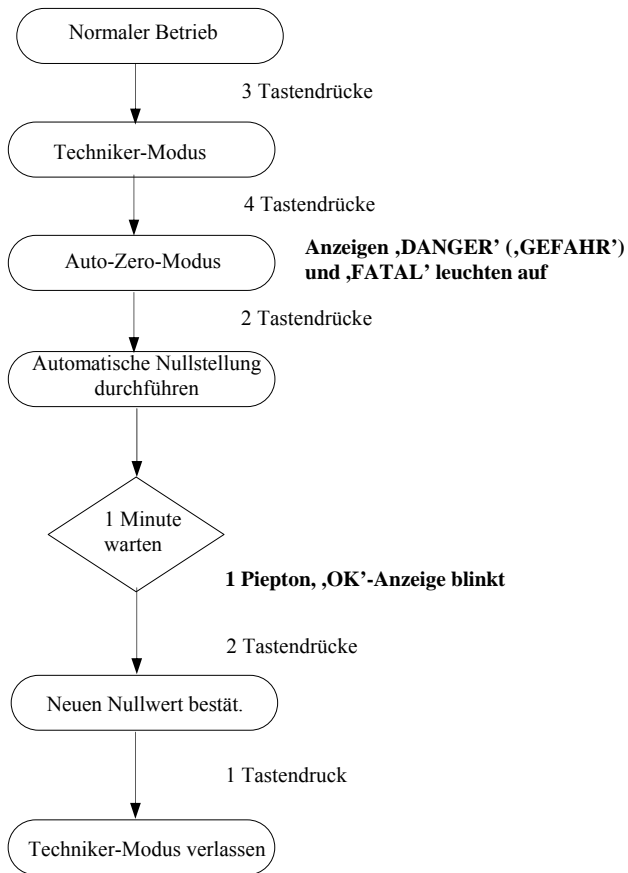 Normaler Betrieb
3 Tastendrücke
Techniker-Modus
4 Tastendrücke
Auto-Zero-Modus
Anzeigen ‚DANGER’ (‚GEFAHR’)
und ‚FATAL’ leuchten auf
2 Tastendrücke
Automatische Nullstellung
durchführen
1 Minute
warten
1 Piepton, ‚OK’-Anzeige blinkt
2 Tastendrücke
Neuen Nullwert bestät.
1 Tastendruck
Techniker-Modus verlassen